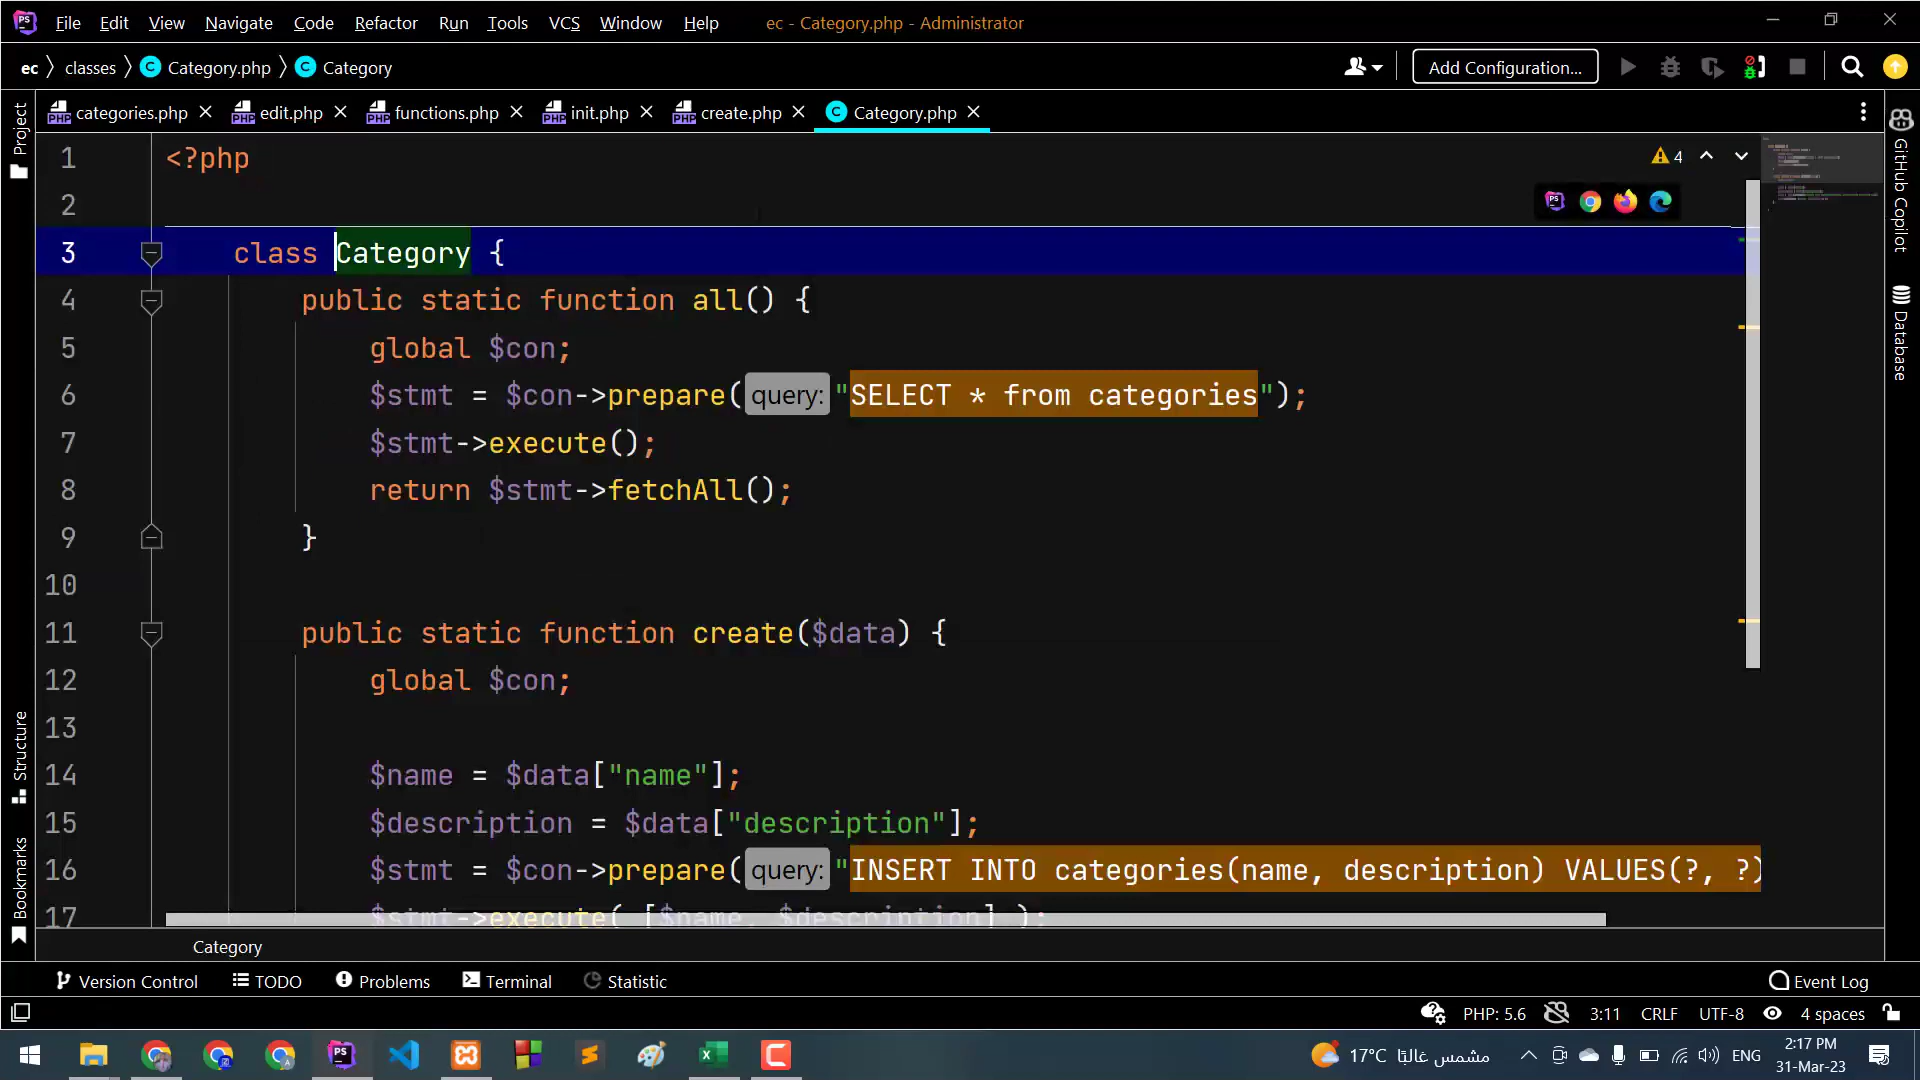 File Edit View Navigate Code Refactor Run Tools VCS Window Help ec - Category.php - Administrator
ec classes Category.php Category Add Configuration...
categories.php edit.php functions.php init.php create.php Category.php
Project
Structure
Bookmarks
GitHub Copilot
Database
4
1 <?php
2
3 class Category {
4 public static function all() {
5 global $con;
6 $stmt = $con->prepare( query: "SELECT * from categories");
7 $stmt->execute();
8 return $stmt->fetchAll();
9 }
10
11 public static function create($data) {
12 global $con;
13
14 $name = $data["name"];
15 $description = $data["description"];
16 $stmt = $con->prepare( query: "INSERT INTO categories(name, description) VALUES(?, ?)
17 $stmt->execute( [$name, $description] );
Category
Version Control TODO Problems Terminal Statistic Event Log
PHP: 5.6 3:11 CRLF UTF-8 4 spaces
17°C مشمس غالبًا ENG 2:17 PM
31-Mar-23